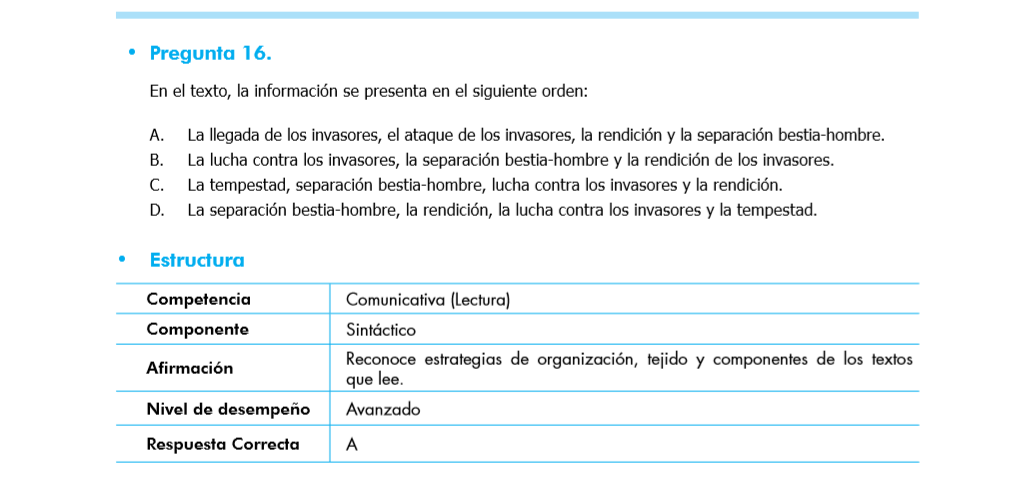 • Pregunta 16.
En el texto, la información se presenta en el siguiente orden:
A. La llegada de los invasores, el ataque de los invasores, la rendición y la separación bestia-hombre.
B. La lucha contra los invasores, la separación bestia-hombre y la rendición de los invasores.
C. La tempestad, separación bestia-hombre, lucha contra los invasores y la rendición.
D. La separación bestia-hombre, la rendición, la lucha contra los invasores y la tempestad.
• Estructura
Competencia Comunicativa (Lectura)
Componente Sintáctico
Afirmación Reconoce estrategias de organización, tejido y componentes de los textos
que lee.
Nivel de desempeño Avanzado
Respuesta Correcta A